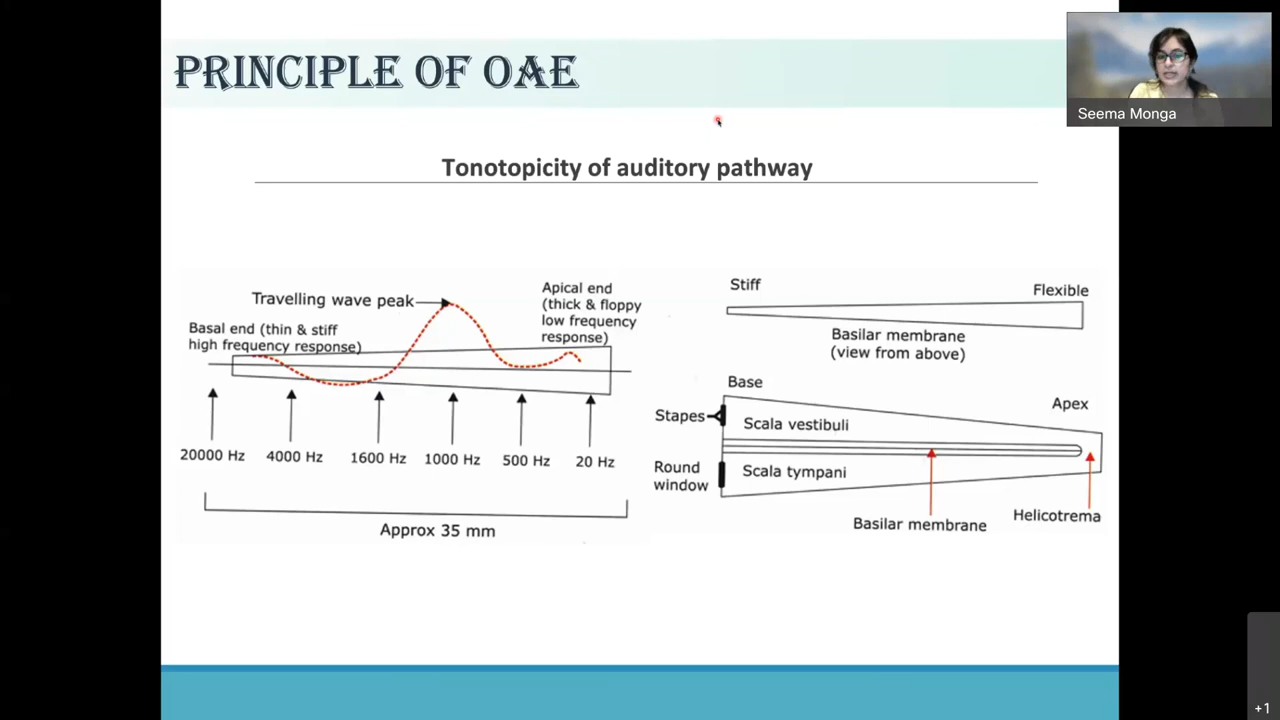 PRINCIPLE OF OAE
Seema Monga
Tonotopicity of auditory pathway
Travelling wave peak
Basal end (thin & stiff
high frequency response)
Apical end
(thick & floppy
low frequency
response)
20000 Hz
4000 Hz
1600 Hz
1000 Hz
500 Hz
20 Hz
Approx 35 mm
Stiff
Flexible
Basilar membrane
(view from above)
Base
Apex
Stapes
Scala vestibuli
Round
window
Scala tympani
Basilar membrane
Helicotrema
+1